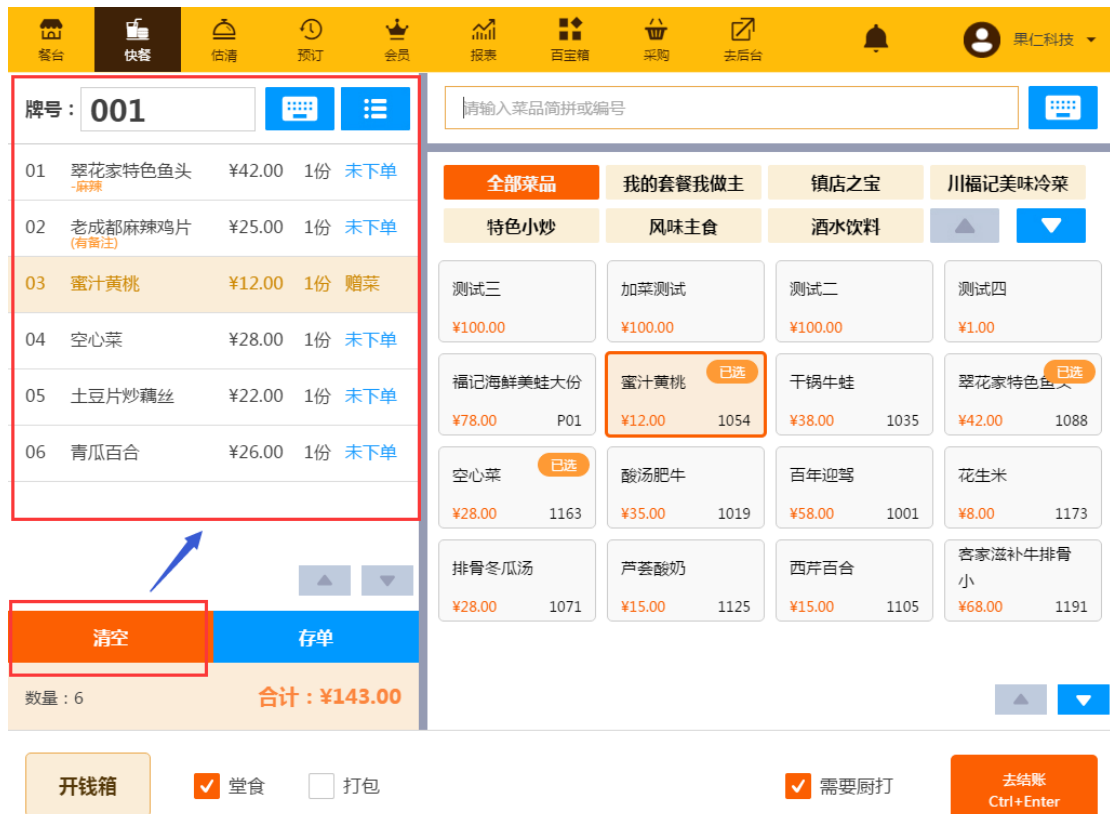 餐台 快餐 估清 预订 会员 报表 百宝箱 采购 去后台 果仁科技
牌号：001
01 翠花家特色鱼头 ¥42.00 1份 未下单
-麻辣
02 老成都麻辣鸡片 ¥25.00 1份 未下单
(有备注)
03 蜜汁黄桃 ¥12.00 1份 赠菜
04 空心菜 ¥28.00 1份 未下单
05 土豆片炒藕丝 ¥22.00 1份 未下单
06 青瓜百合 ¥26.00 1份 未下单
清空 存单
数量：6 合计：¥143.00
请输入菜品简拼或编号
全部菜品 我的套餐我做主 镇店之宝 川福记美味冷菜
特色小炒 风味主食 酒水饮料
测试三 加菜测试 测试二 测试四
¥100.00 ¥100.00 ¥100.00 ¥1.00
已选 已选
福记海鲜美蛙大份 蜜汁黄桃 干锅牛蛙 翠花家特色鱼头
¥78.00 P01 ¥12.00 1054 ¥38.00 1035 ¥42.00 1088
已选
空心菜 酸汤肥牛 百年迎驾 花生米
¥28.00 1163 ¥35.00 1019 ¥58.00 1001 ¥8.00 1173
排骨冬瓜汤 芦荟酸奶 西芹百合 客家滋补牛排骨
小
¥28.00 1071 ¥15.00 1125 ¥15.00 1105 ¥68.00 1191
开钱箱 堂食 打包 需要厨打 去结账
Ctrl+Enter